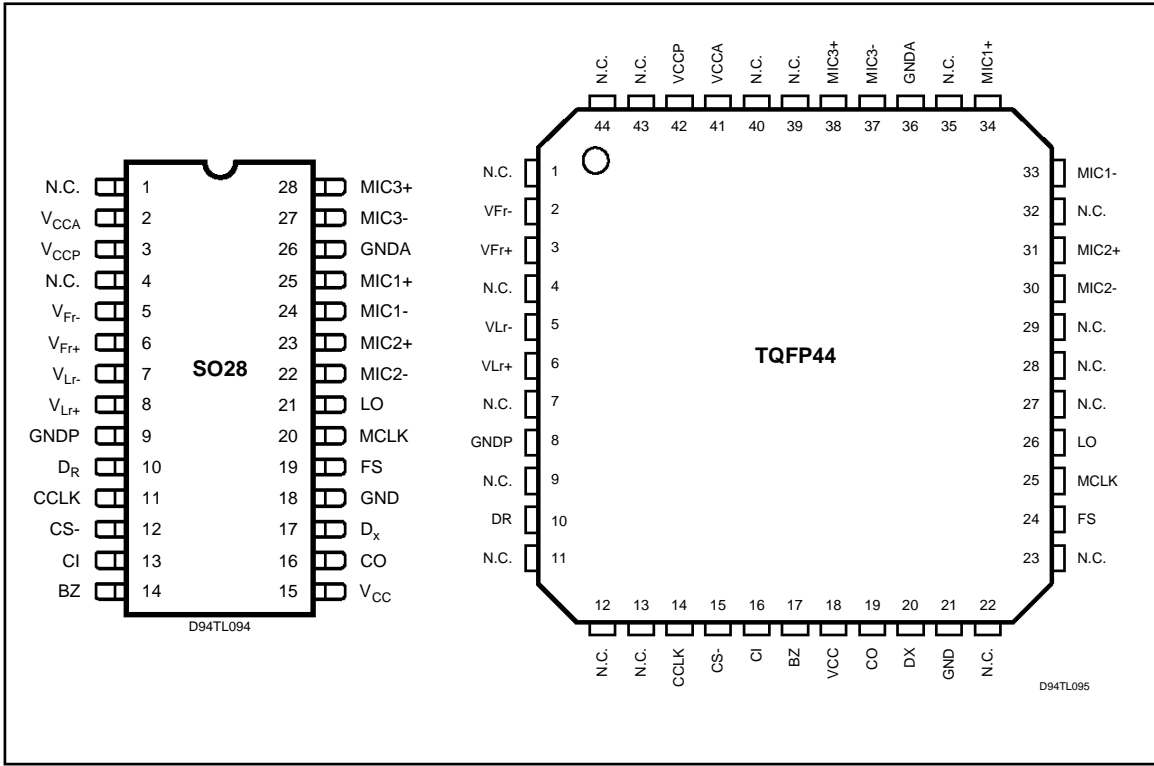 N.C. 1 28 MIC3+
VCCA 2 27 MIC3-
VCCP 3 26 GNDA
N.C. 4 25 MIC1+
VFr- 5 24 MIC1-
VFr+ 6 23 MIC2+
VLr- 7 22 MIC2-
VLr+ 8 21 LO
GNDP 9 20 MCLK
DR 10 19 FS
CCLK 11 18 GND
CS- 12 17 Dx
CI 13 16 CO
BZ 14 15 VCC
SO28
D94TL094
N.C. N.C. VCCP VCCA N.C. N.C. MIC3+ MIC3- GNDA N.C. MIC1+
44 43 42 41 40 39 38 37 36 35 34
N.C. 1 33 MIC1-
VFr- 2 32 N.C.
VFr+ 3 31 MIC2+
N.C. 4 30 MIC2-
VLr- 5 29 N.C.
VLr+ 6 28 N.C.
N.C. 7 27 N.C.
GNDP 8 26 LO
N.C. 9 25 MCLK
DR 10 24 FS
N.C. 11 23 N.C.
TQFP44
12 13 14 15 16 17 18 19 20 21 22
N.C. N.C. CCLK CS- CI BZ VCC CO DX GND N.C.
D94TL095